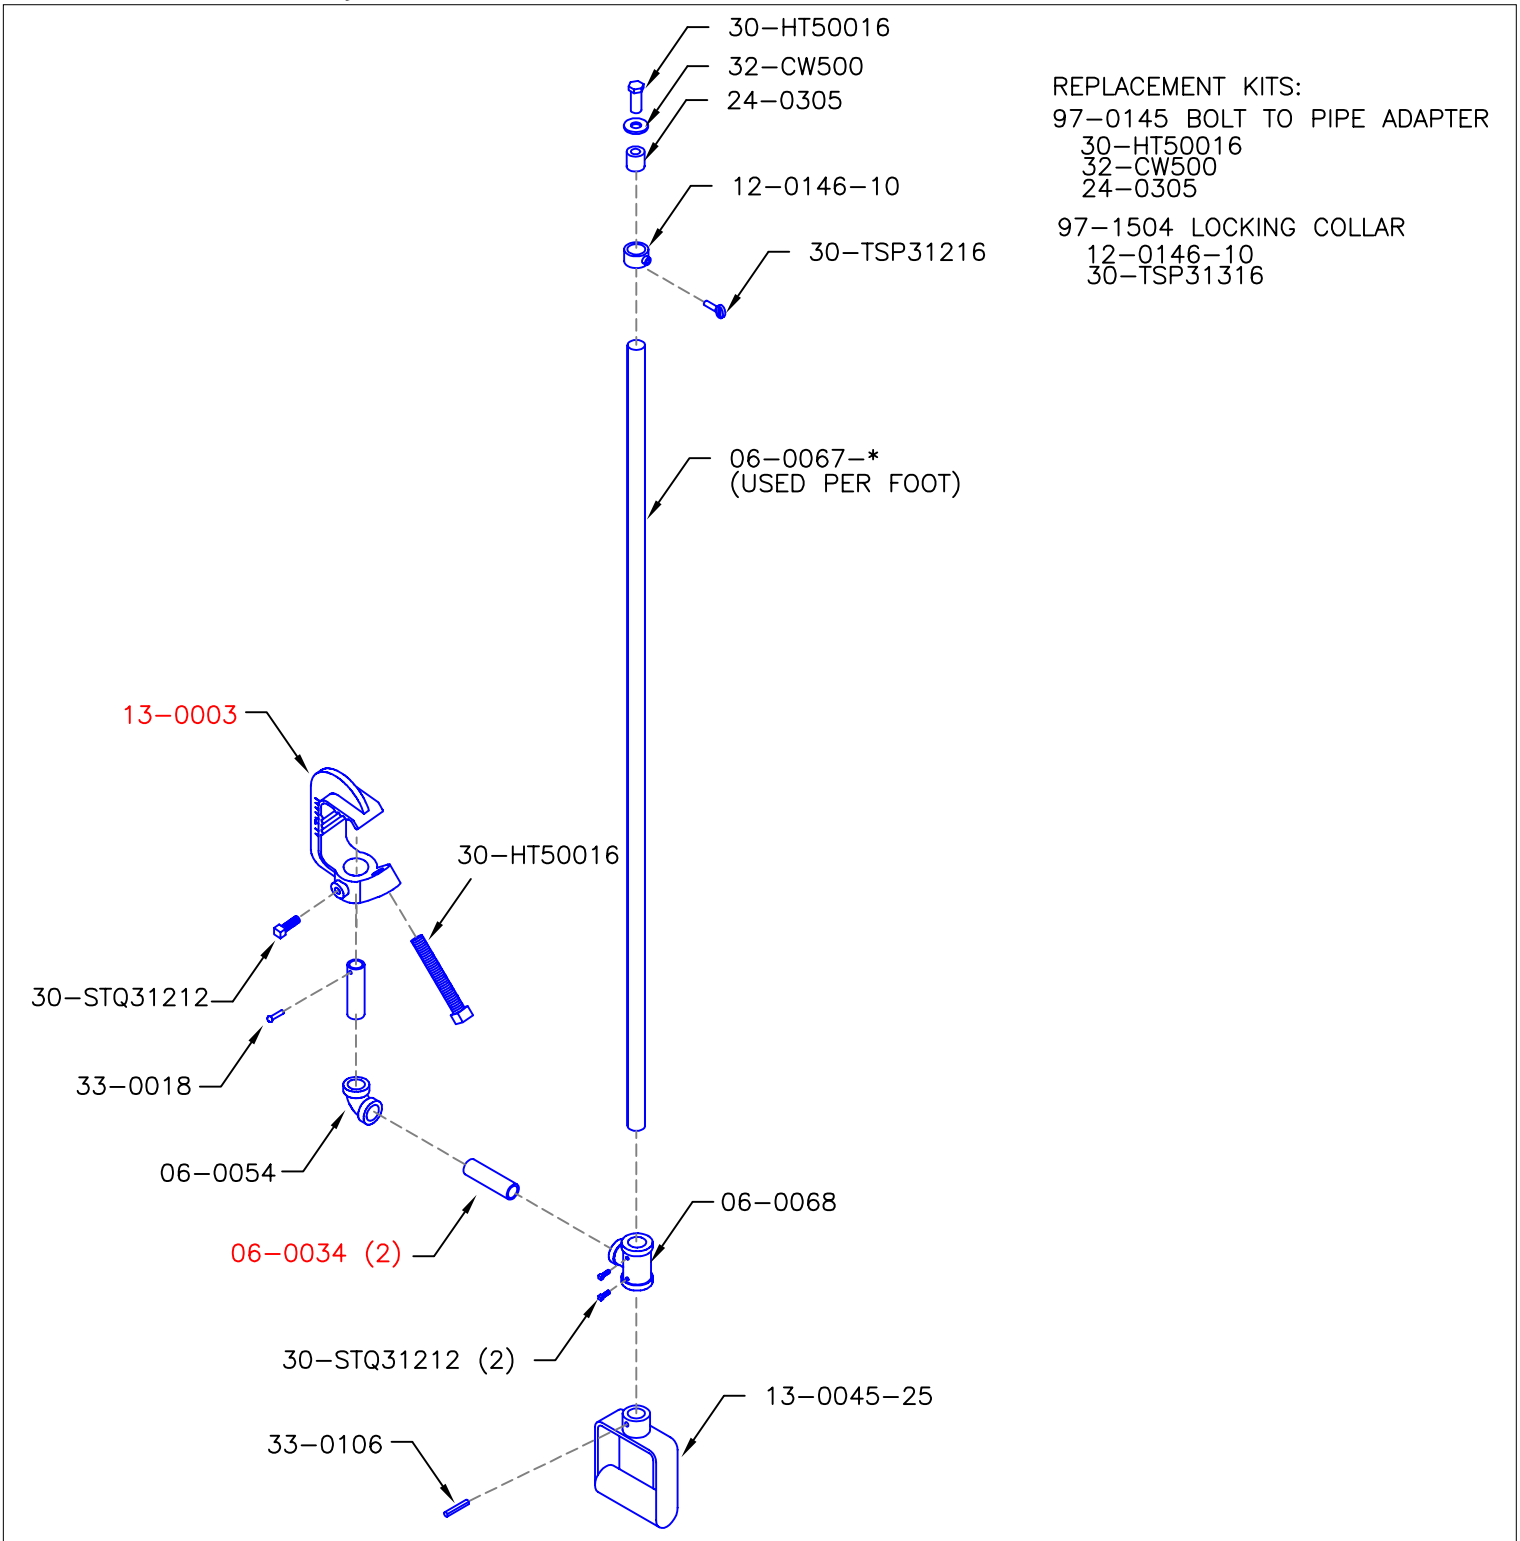 30-HT50016
32-CW500
24-0305
12-0146-10
30-TSP31216
REPLACEMENT KITS:
97-0145 BOLT TO PIPE ADAPTER
30-HT50016
32-CW500
24-0305
97-1504 LOCKING COLLAR
12-0146-10
30-TSP31316
06-0067-*
(USED PER FOOT)
13-0003
30-HT50016
30-STQ31212
33-0018
06-0054
06-0034 (2)
06-0068
30-STQ31212 (2)
13-0045-25
33-0106